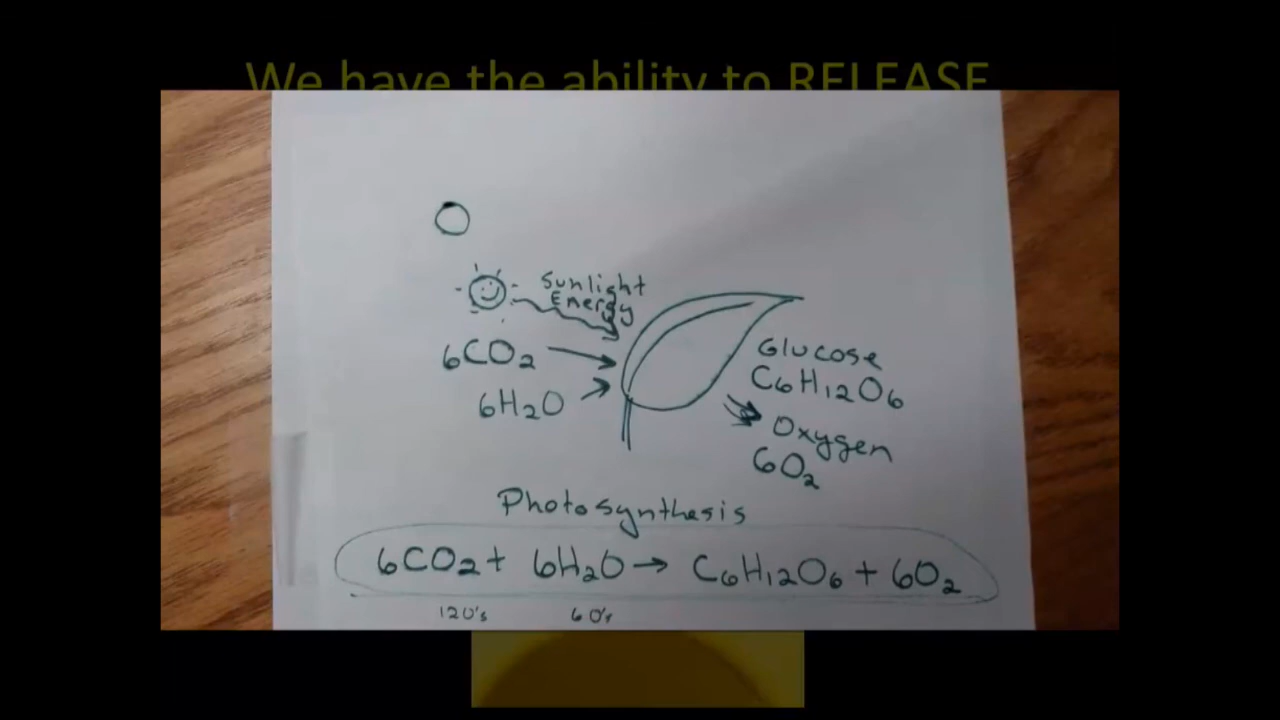 We have the ability to RELEASE
Sunlight
Energy
6CO2
6H2O
Glucose
C6H12O6
Oxygen
6O2
Photosynthesis
6CO2 + 6H2O → C6H12O6 + 6O2
12O's 6O's